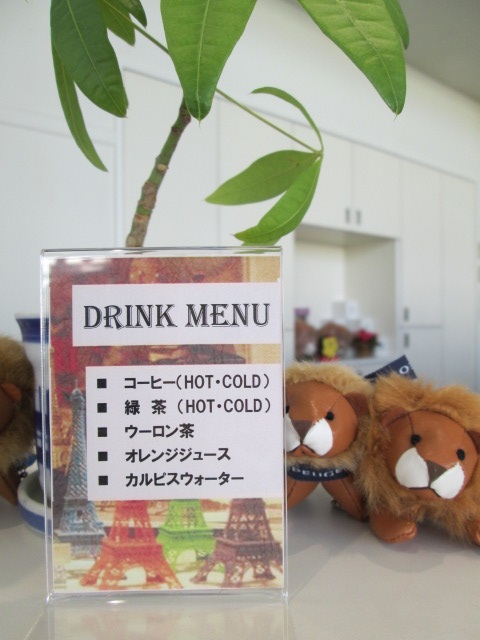 DRINK MENU
■ コーヒー(HOT・COLD)
■ 緑 茶 (HOT・COLD)
■ ウーロン茶
■ オレンジジュース
■ カルピスウォーター